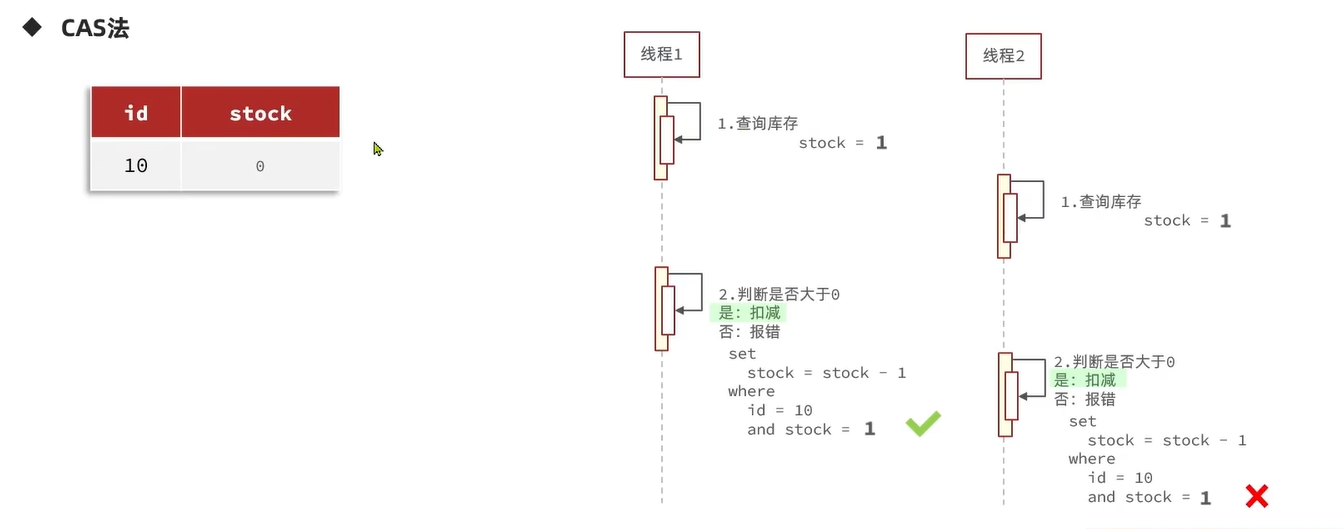 CAS法
id stock
10 0
线程1
1.查询库存
stock = 1
2.判断是否大于0
是: 扣减
否: 报错
set
stock = stock - 1
where
id = 10
and stock = 1
线程2
1.查询库存
stock = 1
2.判断是否大于0
是: 扣减
否: 报错
set
stock = stock - 1
where
id = 10
and stock = 1